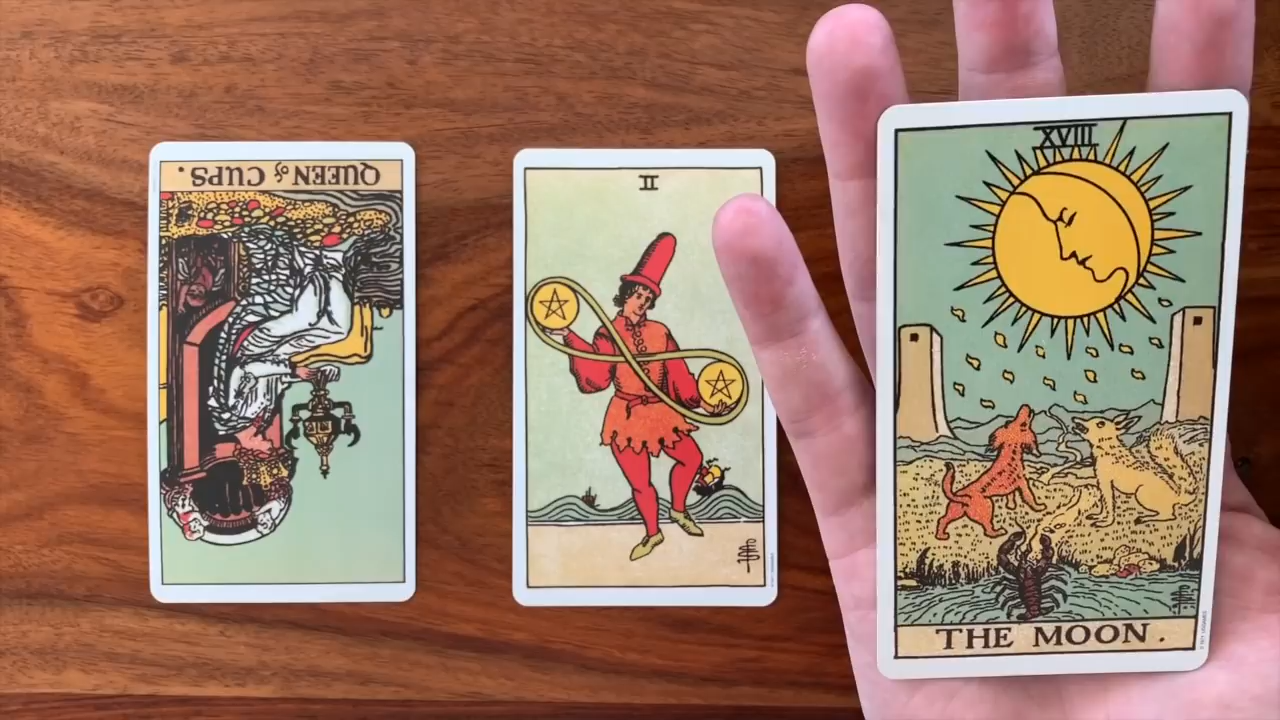 QUEEN of CUPS.
II
XVIII
THE MOON.